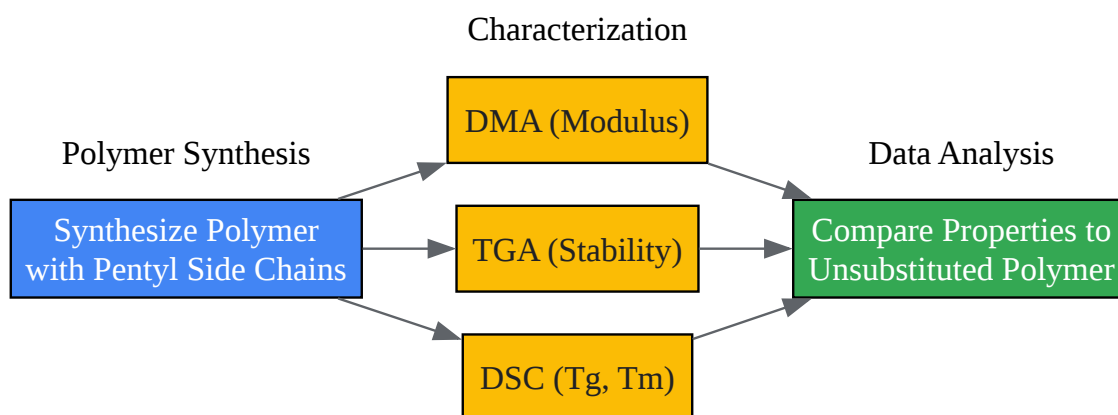 Characterization
DMA (Modulus)
Polymer Synthesis
Data Analysis
Synthesize Polymer
with Pentyl Side Chains
TGA (Stability)
Compare Properties to
Unsubstituted Polymer
DSC (Tg, Tm)